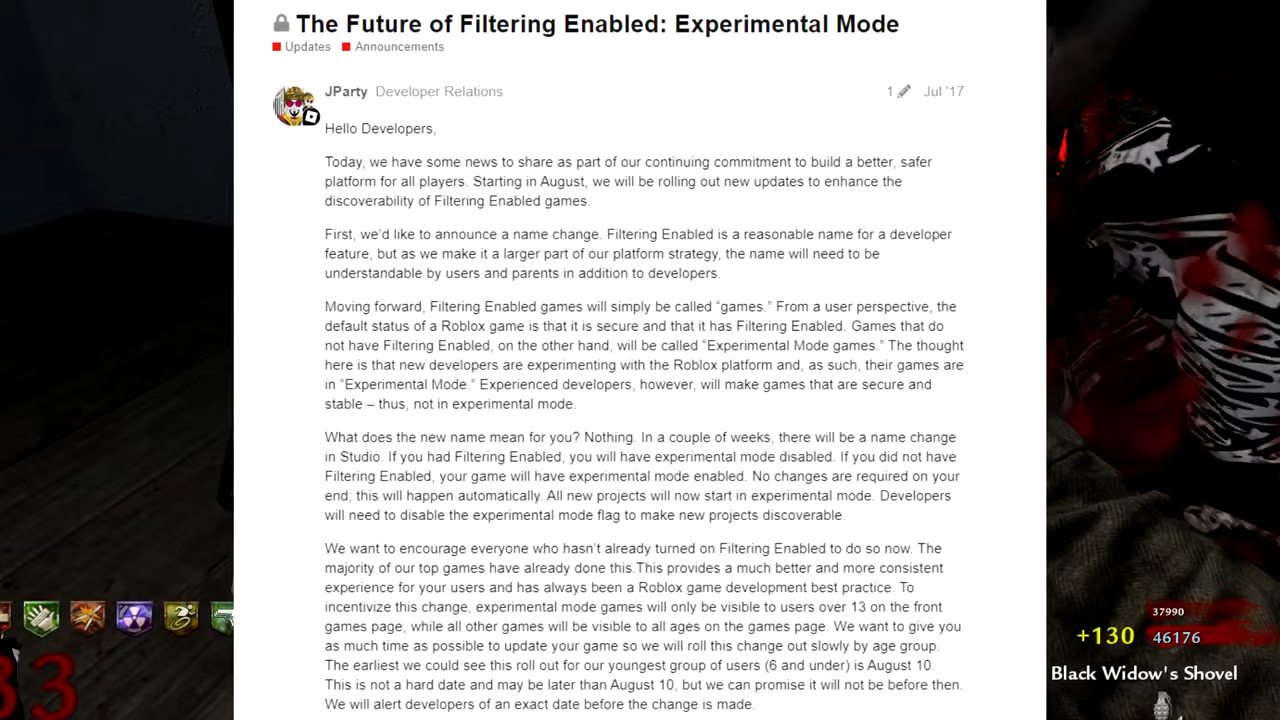 The Future of Filtering Enabled: Experimental Mode
Updates Announcements
JParty Developer Relations 1 Jul '17
Hello Developers,
Today, we have some news to share as part of our continuing commitment to build a better, safer
platform for all players. Starting in August, we will be rolling out new updates to enhance the
discoverability of Filtering Enabled games.
First, we’d like to announce a name change. Filtering Enabled is a reasonable name for a developer
feature, but as we make it a larger part of our platform strategy, the name will need to be
understandable by users and parents in addition to developers.
Moving forward, Filtering Enabled games will simply be called “games.” From a user perspective, the
default status of a Roblox game is that it is secure and that it has Filtering Enabled. Games that do
not have Filtering Enabled, on the other hand, will be called “Experimental Mode games.” The thought
here is that new developers are experimenting with the Roblox platform and, as such, their games are
in “Experimental Mode.” Experienced developers, however, will make games that are secure and
stable – thus, not in experimental mode.
What does the new name mean for you? Nothing. In a couple of weeks, there will be a name change
in Studio. If you had Filtering Enabled, you will have experimental mode disabled. If you did not have
Filtering Enabled, your game will have experimental mode enabled. No changes are required on your
end; this will happen automatically. All new projects will now start in experimental mode. Developers
will need to disable the experimental mode flag to make new projects discoverable.
We want to encourage everyone who hasn’t already turned on Filtering Enabled to do so now. The
majority of our top games have already done this.This provides a much better and more consistent
experience for your users and has always been a Roblox game development best practice. To
incentivize this change, experimental mode games will only be visible to users over 13 on the front
games page, while all other games will be visible to all ages on the games page. We want to give you
as much time as possible to update your game so we will roll this change out slowly by age group.
The earliest we could see this roll out for our youngest group of users (6 and under) is August 10.
This is not a hard date and may be later than August 10, but we can promise it will not be before then.
We will alert developers of an exact date before the change is made.
37990
+130 46176
Black Widow's Shovel
33